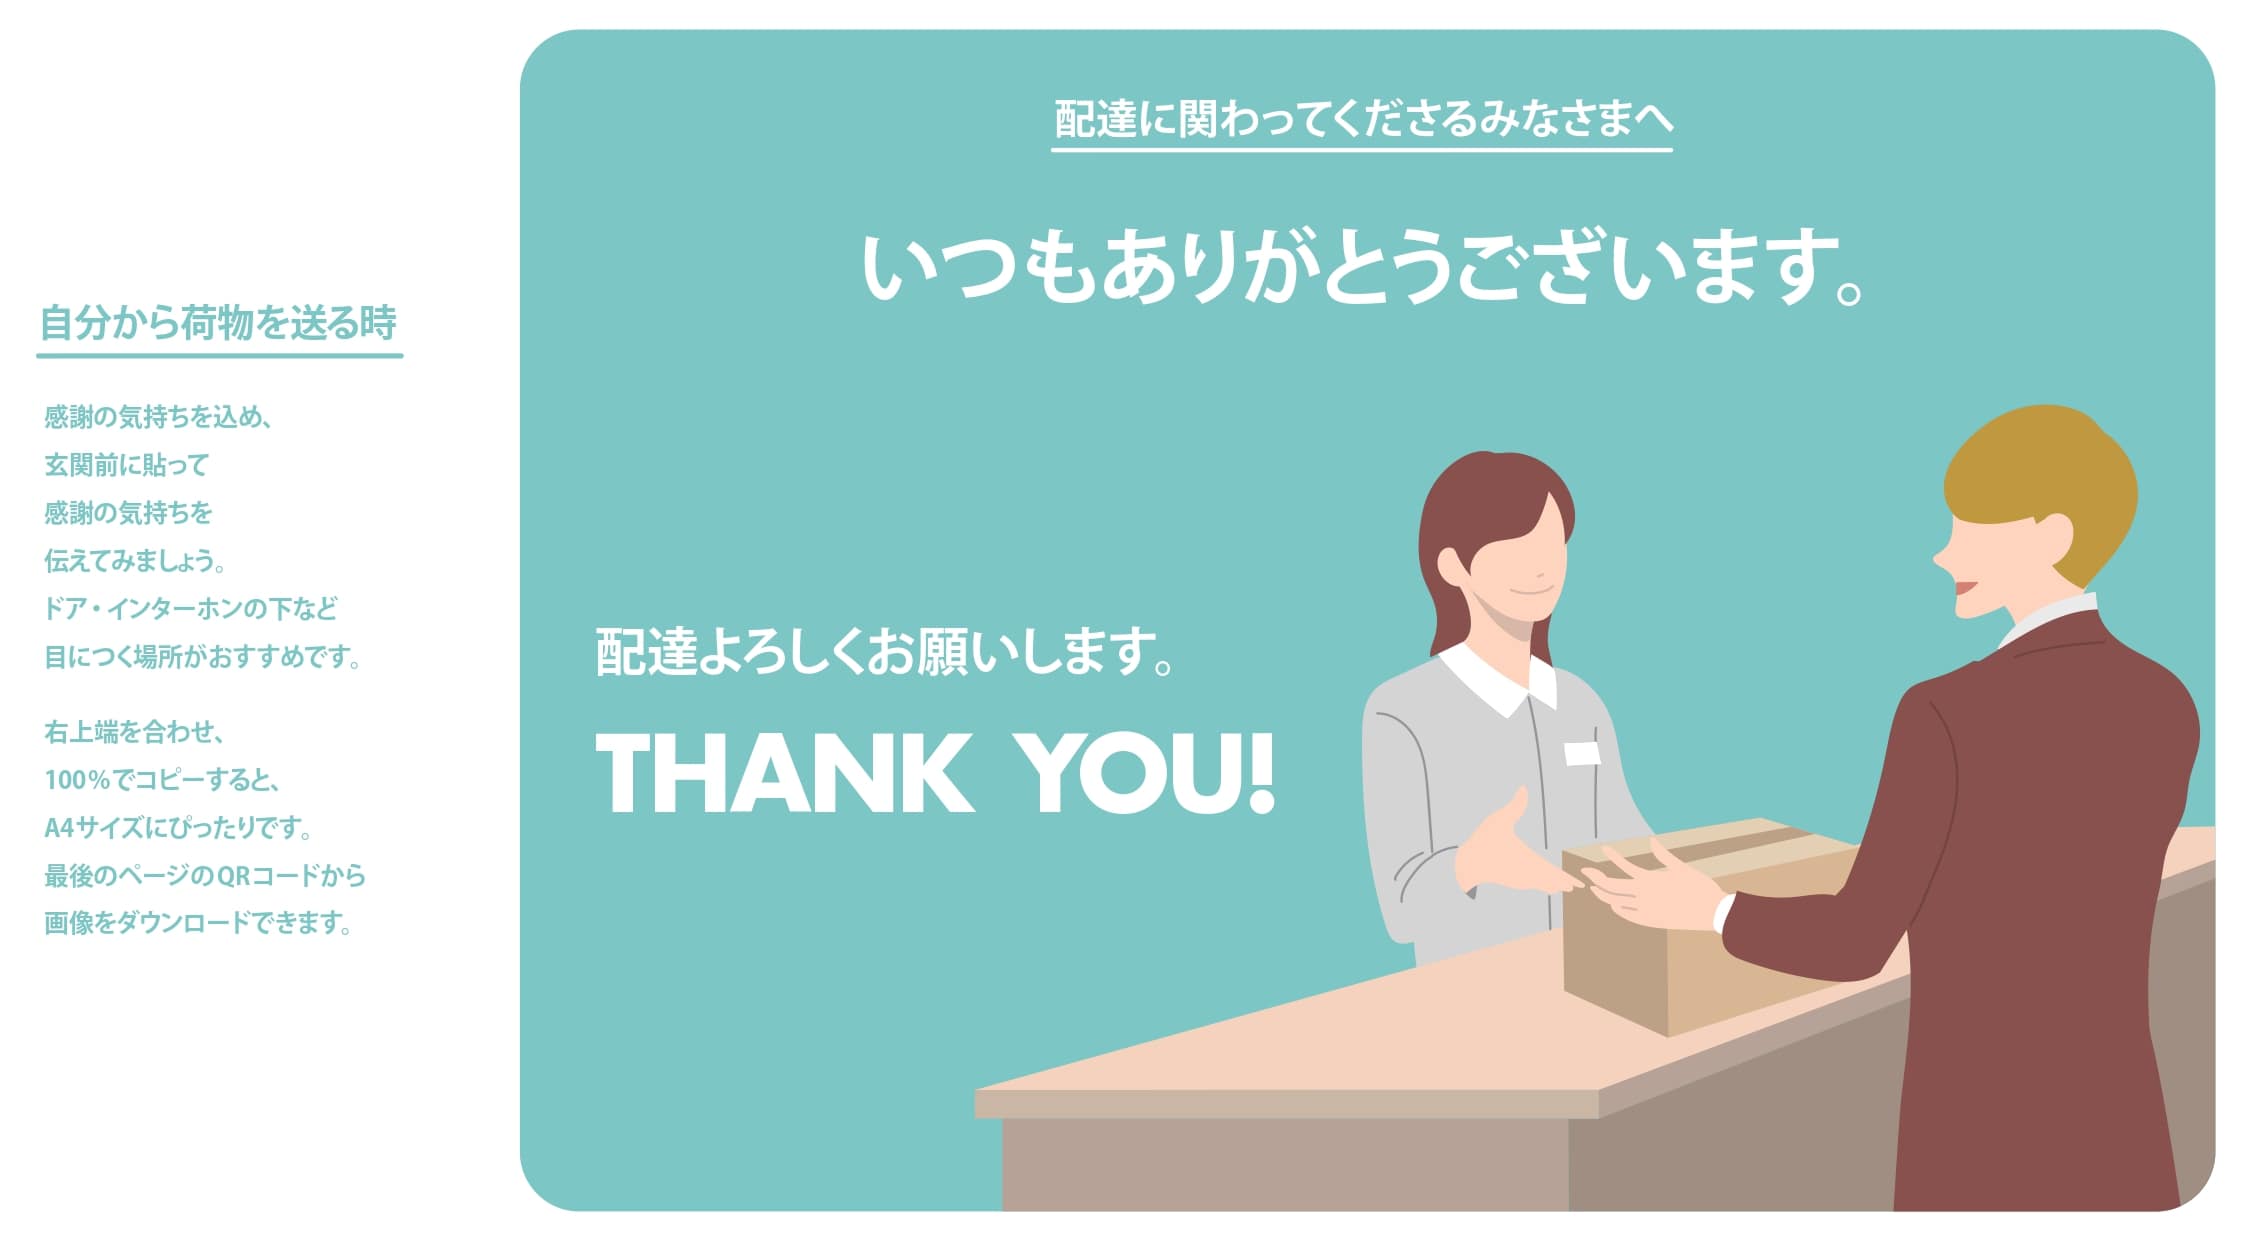 自分から荷物を送る時
感謝の気持ちを込め、
玄関前に貼って
感謝の気持ちを
伝えてみましょう。
ドア・インターホンの下など
目につく場所がおすすめです。
右上端を合わせ、
100%でコピーすると、
A4サイズにぴったりです。
最後のページのQRコードから
画像をダウンロードできます。
配達に関わってくださるみなさまへ
いつもありがとうございます。
配達よろしくお願いします。
THANK YOU!